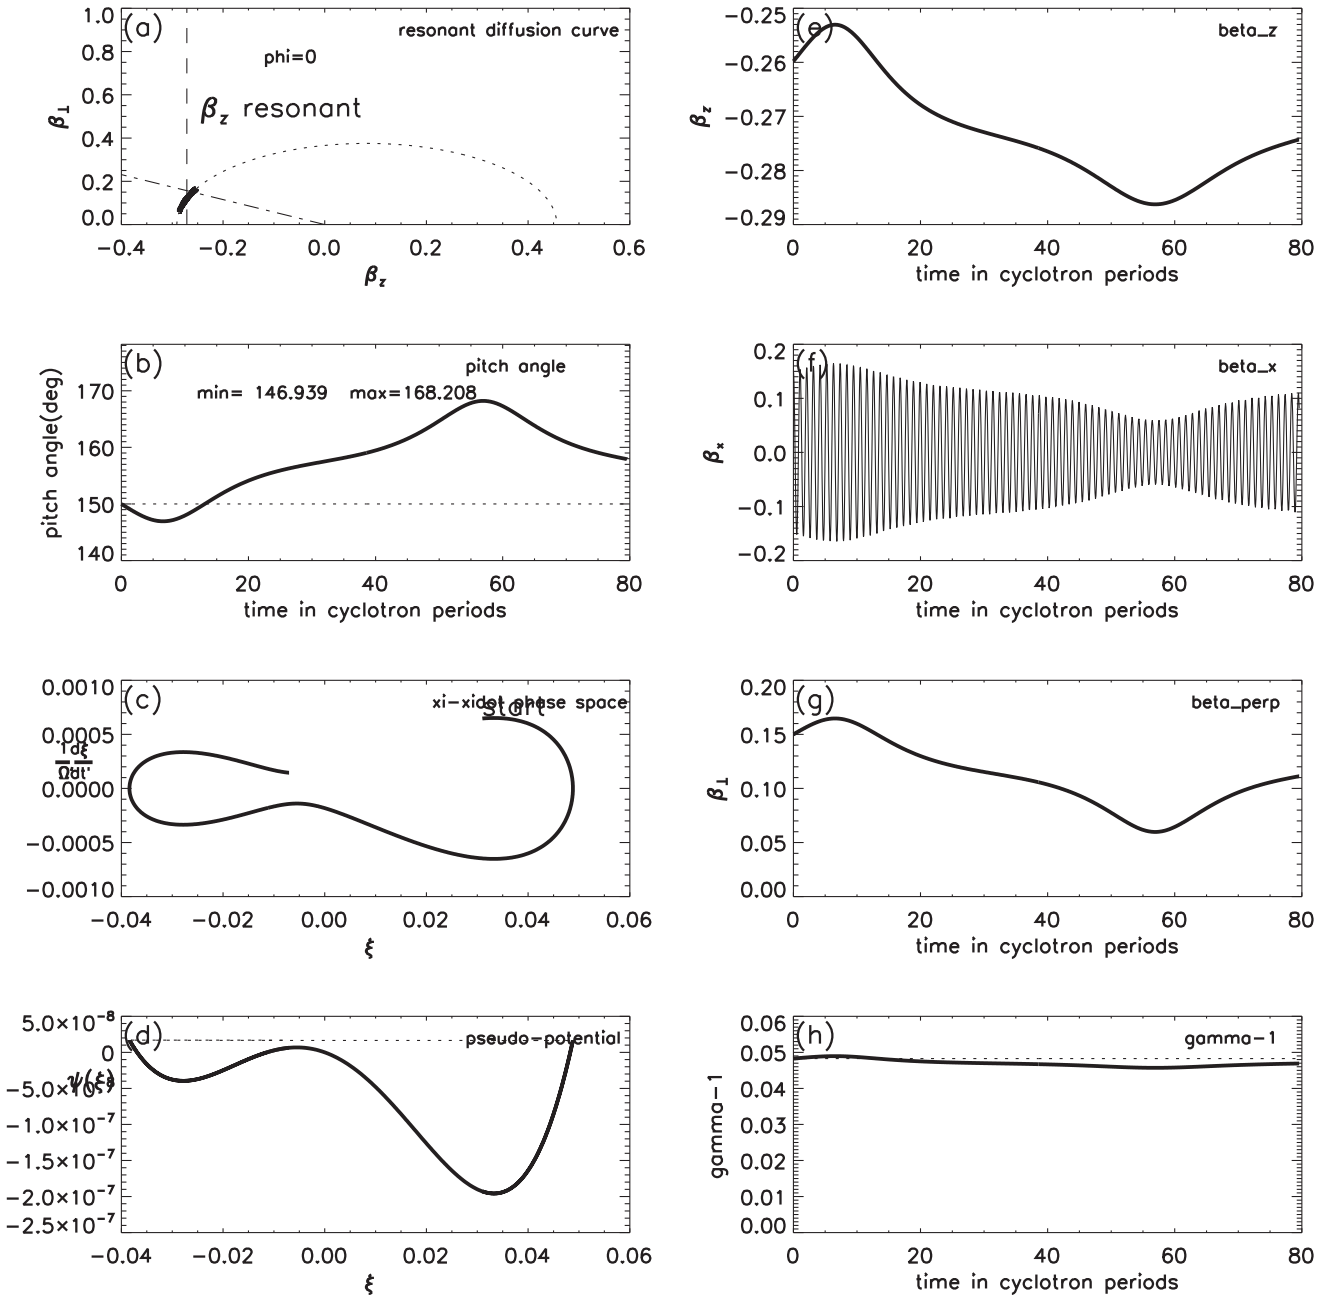 (a)
resonant diffusion curve
phi=0
β_z resonant
β⊥
1.0
0.8
0.6
0.4
0.2
0.0
−0.4 −0.2 0.0 0.2 0.4 0.6
β_z
(e)
beta_z
β_z
−0.25
−0.26
−0.27
−0.28
−0.29
0 20 40 60 80
time in cyclotron periods
(b)
pitch angle
min= 146.939 max=168.208
pitch angle(deg)
170
160
150
140
0 20 40 60 80
time in cyclotron periods
(f)
beta_x
β_x
0.2
0.1
0.0
−0.1
−0.2
0 20 40 60 80
time in cyclotron periods
(c)
xi−xidot phase space
start
1 dξ
Ω dt'
0.0010
0.0005
0.0000
−0.0005
−0.0010
−0.04 −0.02 0.00 0.02 0.04 0.06
ξ
(g)
beta_perp
β⊥
0.20
0.15
0.10
0.05
0.00
0 20 40 60 80
time in cyclotron periods
(d)
pseudo−potential
ψ(ξ)
5.0×10⁻⁸
0
−5.0×10⁻⁸
−1.0×10⁻⁷
−1.5×10⁻⁷
−2.0×10⁻⁷
−2.5×10⁻⁷
−0.04 −0.02 0.00 0.02 0.04 0.06
ξ
(h)
gamma−1
gamma−1
0.06
0.05
0.04
0.03
0.02
0.01
0.00
0 20 40 60 80
time in cyclotron periods